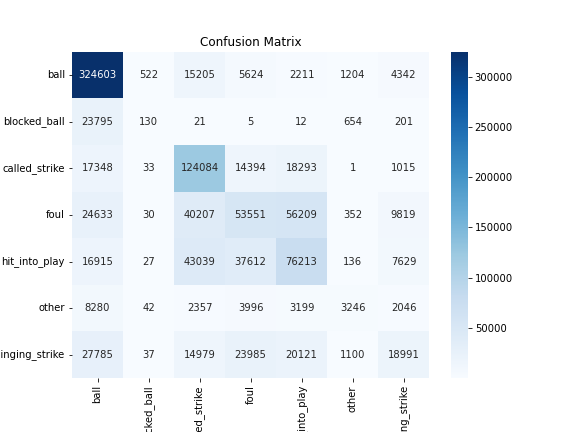 Confusion Matrix
ball 324603 522 15205 5624 2211 1204 4342
blocked_ball 23795 130 21 5 12 654 201
called_strike 17348 33 124084 14394 18293 1 1015
foul 24633 30 40207 53551 56209 352 9819
hit_into_play 16915 27 43039 37612 76213 136 7629
other 8280 42 2357 3996 3199 3246 2046
inging_strike 27785 37 14979 23985 20121 1100 18991
ball
cked_ball
ed_strike
foul
into_play
other
ng_strike
300000
250000
200000
150000
100000
50000